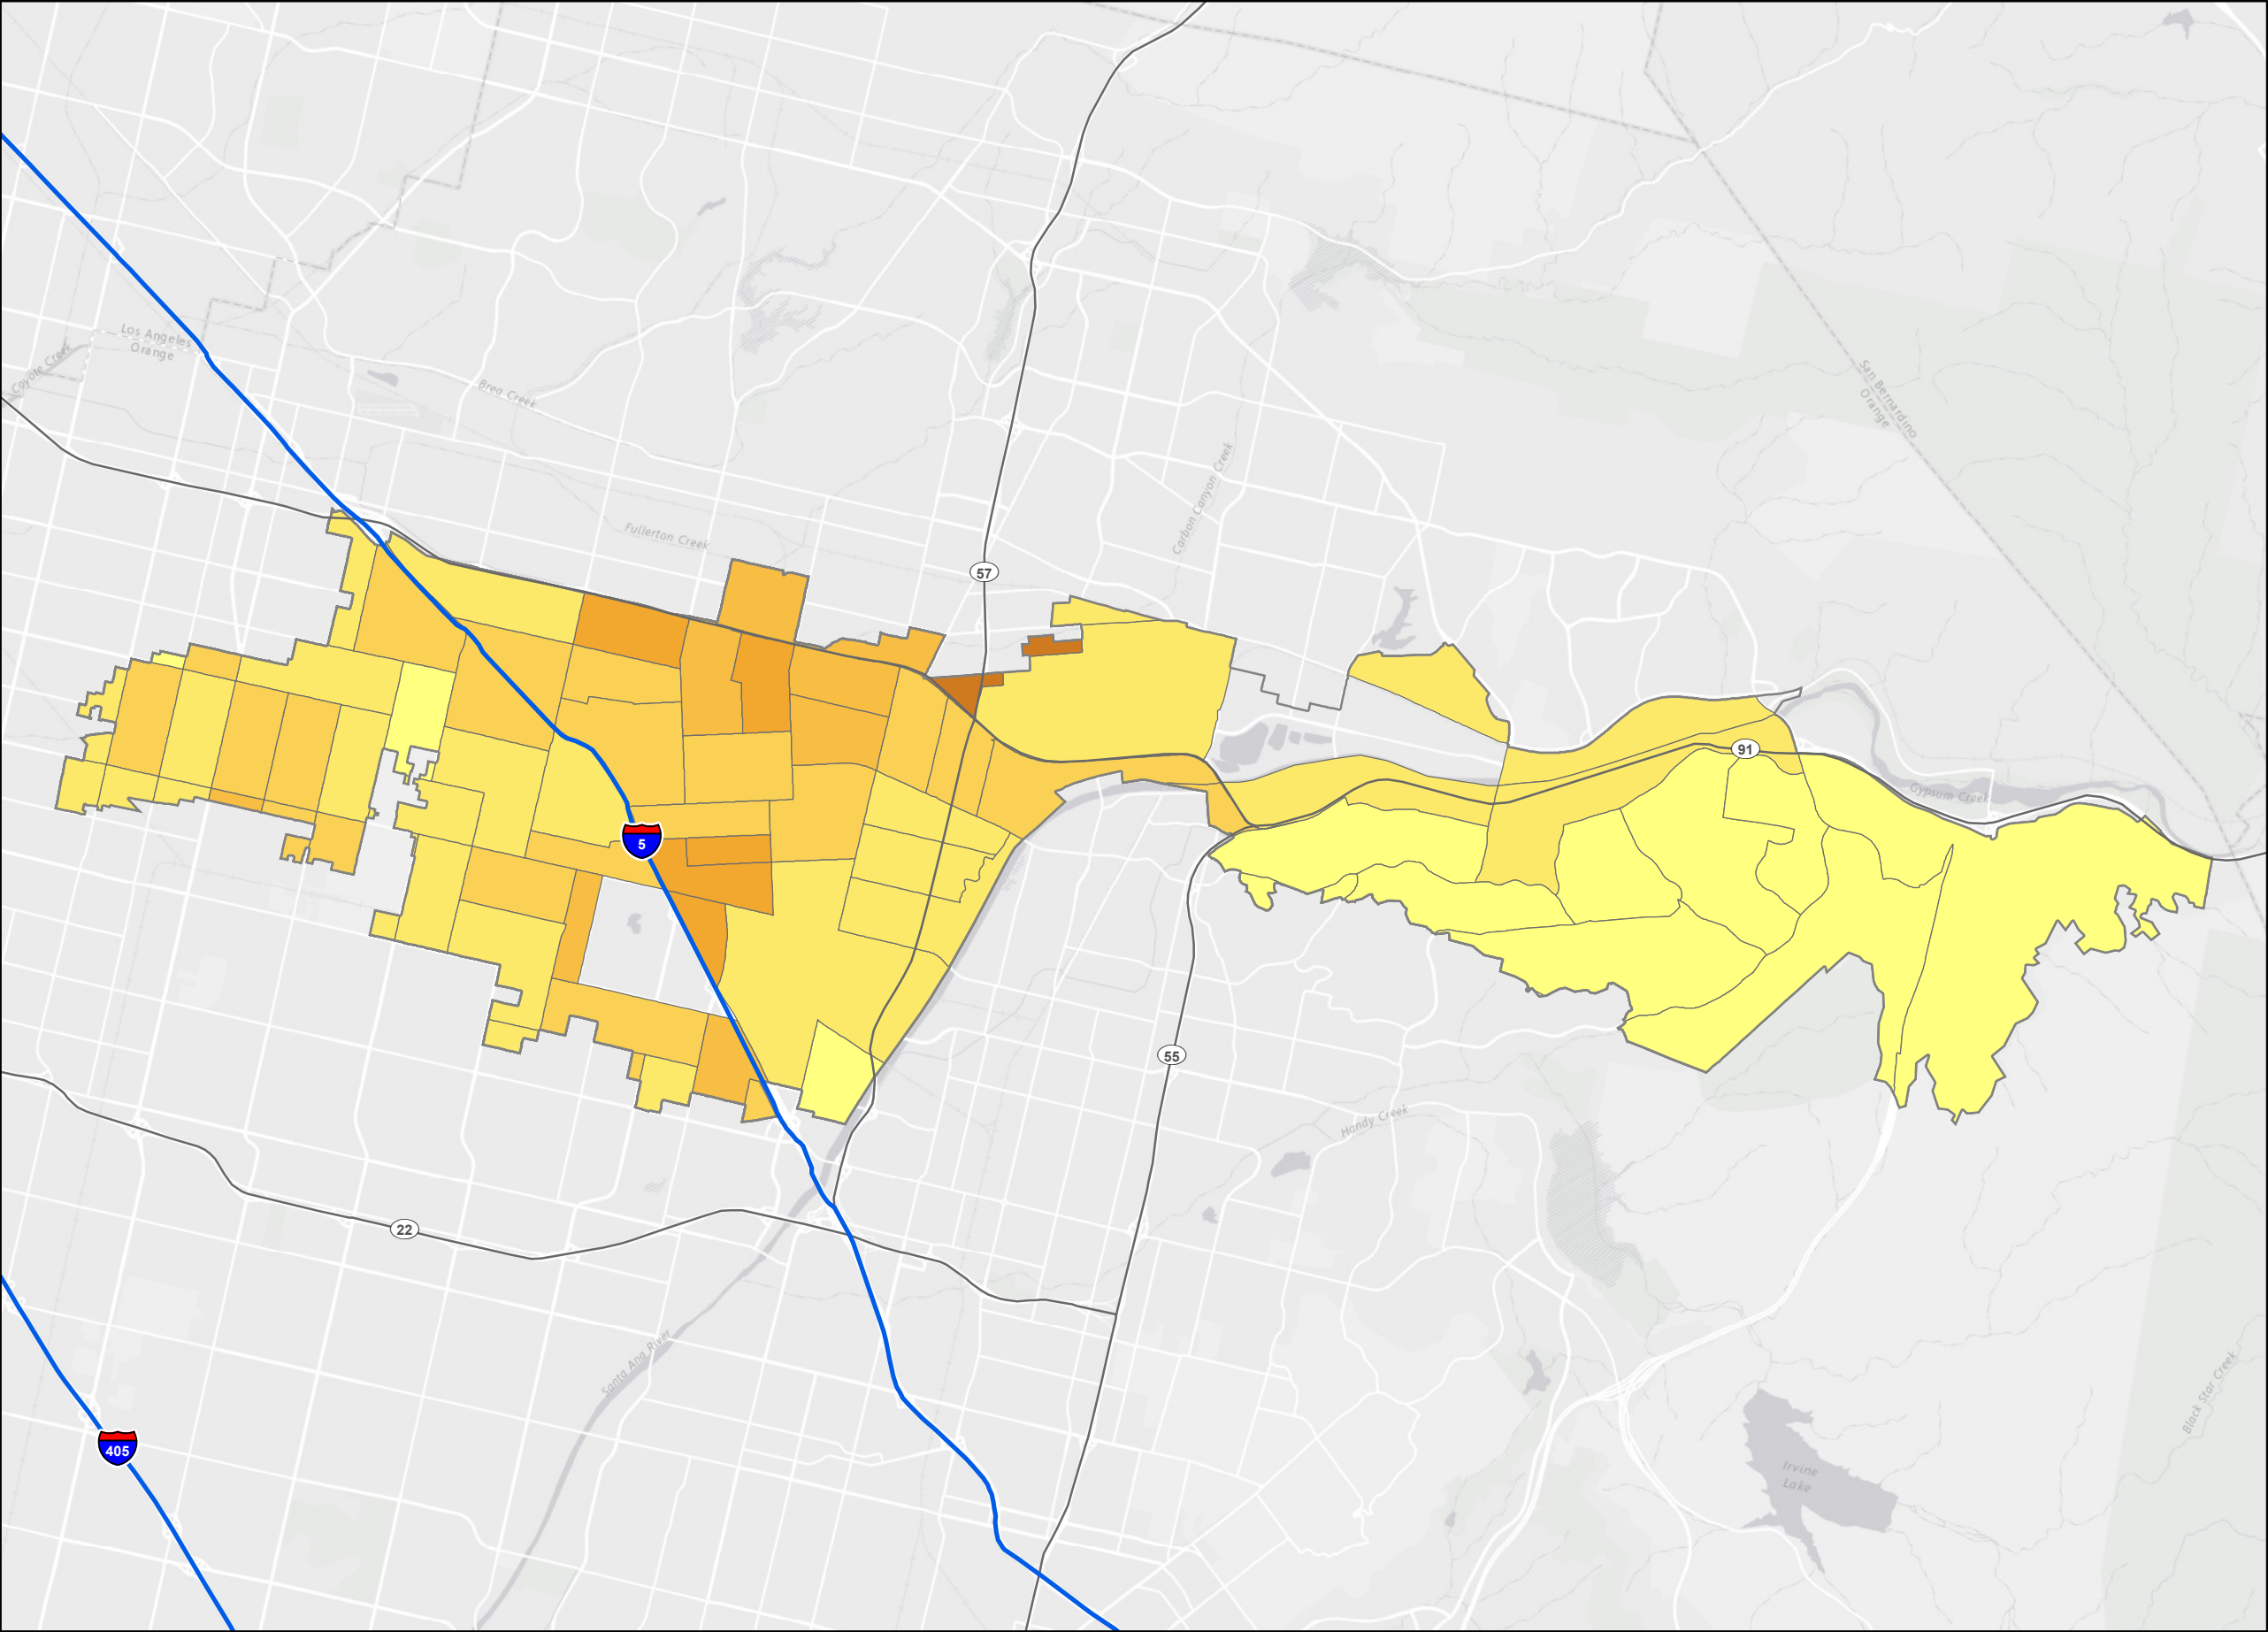 Los Angeles
Orange
Coyote Creek
Brea Creek
Fullerton Creek
57
Carbon Canyon Creek
San Bernardino
Orange
91
Gypsum Creek
5
55
Handy Creek
22
Santa Ana River
405
Irvine
Lake
Black Star Creek